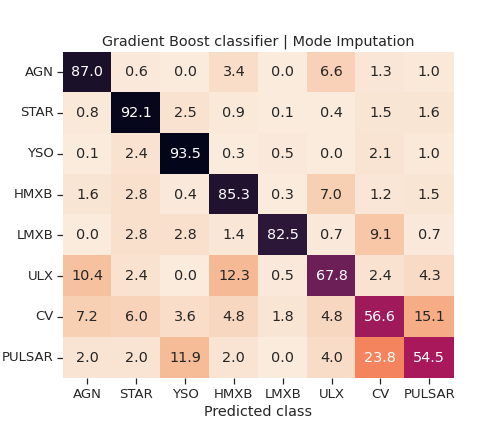 Gradient Boost classifier | Mode Imputation
AGN 87.0 0.6 0.0 3.4 0.0 6.6 1.3 1.0
STAR 0.8 92.1 2.5 0.9 0.1 0.4 1.5 1.6
YSO 0.1 2.4 93.5 0.3 0.5 0.0 2.1 1.0
HMXB 1.6 2.8 0.4 85.3 0.3 7.0 1.2 1.5
LMXB 0.0 2.8 2.8 1.4 82.5 0.7 9.1 0.7
ULX 10.4 2.4 0.0 12.3 0.5 67.8 2.4 4.3
CV 7.2 6.0 3.6 4.8 1.8 4.8 56.6 15.1
PULSAR 2.0 2.0 11.9 2.0 0.0 4.0 23.8 54.5
AGN STAR YSO HMXB LMXB ULX CV PULSAR
Predicted class